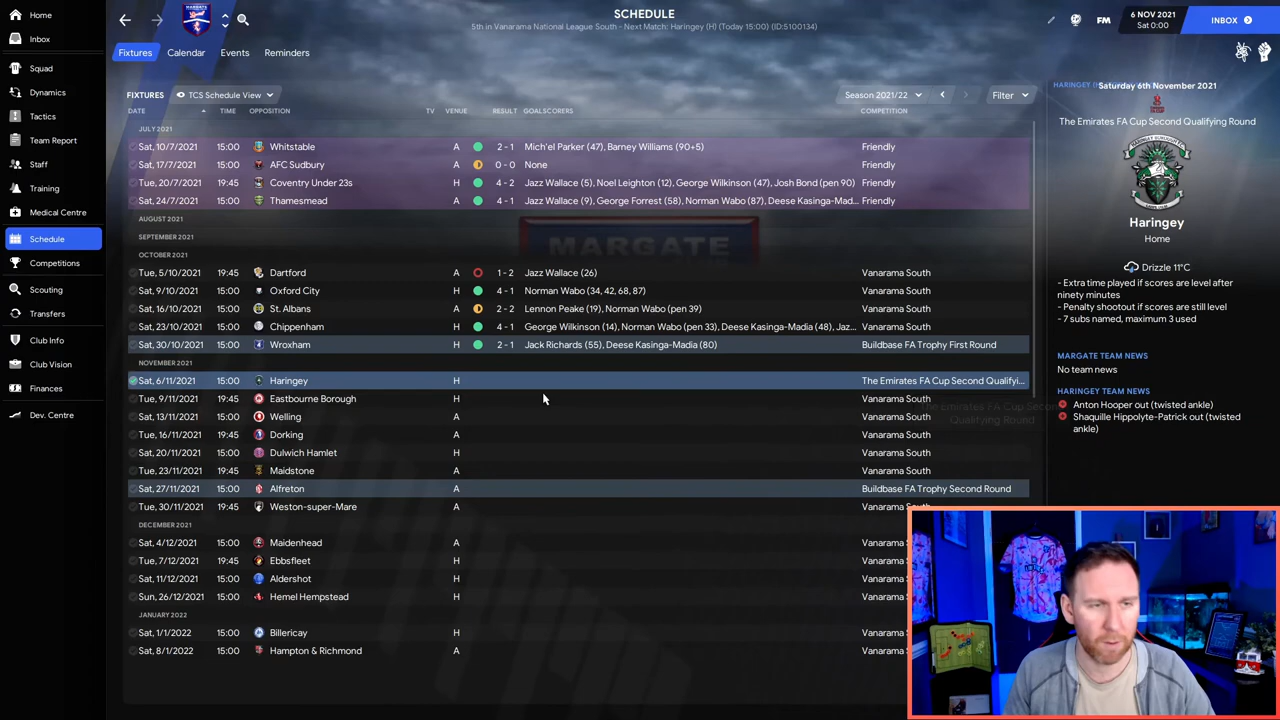 Home
Inbox
Squad
Dynamics
Tactics
Team Report
Staff
Training
Medical Centre
Schedule
Competitions
Scouting
Transfers
Club Info
Club Vision
Finances
Dev. Centre
SCHEDULE
5th in Vanarama National League South - Next Match: Haringey (H) (Today 15:00) (ID:5100134)
FM
6 NOV 2021
Sat 0:00
INBOX
Fixtures Calendar Events Reminders
FIXTURES TCS Schedule View Season 2021/22 Filter
DATE TIME OPPOSITION TV VENUE RESULT GOALSCORERS COMPETITION
JULY 2021
Sat, 10/7/2021 15:00 Whitstable A 2 - 1 Mich'el Parker (47), Barney Williams (90+5) Friendly
Sat, 17/7/2021 15:00 AFC Sudbury A 0 - 0 None Friendly
Tue, 20/7/2021 19:45 Coventry Under 23s H 4 - 2 Jazz Wallace (5), Noel Leighton (12), George Wilkinson (47), Josh Bond (pen 90) Friendly
Sat, 24/7/2021 15:00 Thamesmead A 4 - 1 Jazz Wallace (9), George Forrest (58), Norman Wabo (87), Deese Kasinga-Mad... Friendly
AUGUST 2021
SEPTEMBER 2021
MARGATE
OCTOBER 2021
Tue, 5/10/2021 19:45 Dartford A 1 - 2 Jazz Wallace (26) Vanarama South
Sat, 9/10/2021 15:00 Oxford City H 4 - 1 Norman Wabo (34, 42, 68, 87) Vanarama South
Sat, 16/10/2021 15:00 St. Albans A 2 - 2 Lennon Peake (19), Norman Wabo (pen 39) Vanarama South
Sat, 23/10/2021 15:00 Chippenham H 4 - 1 George Wilkinson (14), Norman Wabo (pen 33), Deese Kasinga-Madia (48), Jaz... Vanarama South
Sat, 30/10/2021 15:00 Wroxham H 2 - 1 Jack Richards (55), Deese Kasinga-Madia (80) Buildbase FA Trophy First Round
NOVEMBER 2021
Sat, 6/11/2021 15:00 Haringey H The Emirates FA Cup Second Qualifyi...
Tue, 9/11/2021 19:45 Eastbourne Borough H Vanarama South
Sat, 13/11/2021 15:00 Welling A Vanarama South
Tue, 16/11/2021 19:45 Dorking A Vanarama South
Sat, 20/11/2021 15:00 Dulwich Hamlet H Vanarama South
Tue, 23/11/2021 19:45 Maidstone A Vanarama South
Sat, 27/11/2021 15:00 Alfreton A Buildbase FA Trophy Second Round
Tue, 30/11/2021 19:45 Weston-super-Mare H Vanarama South
DECEMBER 2021
Sat, 4/12/2021 15:00 Maidenhead A Vanarama
Tue, 7/12/2021 19:45 Ebbsfleet H Vanarama
Sat, 11/12/2021 15:00 Aldershot H Vanarama
Sun, 26/12/2021 15:00 Hemel Hempstead H Vanarama
JANUARY 2022
Sat, 1/1/2022 15:00 Billericay H Vanarama
Sat, 8/1/2022 15:00 Hampton & Richmond A Vanarama
The Emirates FA Cup Second
Qualifying Round
HARINGEY (H)
Saturday 6th November 2021
The Emirates FA Cup Second Qualifying Round
Haringey
Home
Drizzle 11°C
- Extra time played if scores are level after
ninety minutes
- Penalty shootout if scores are still level
- 7 subs named, maximum 3 used
MARGATE TEAM NEWS
No team news
HARINGEY TEAM NEWS
Anton Hooper out (twisted ankle)
Shaquille Hippolyte-Patrick out (twisted
ankle)